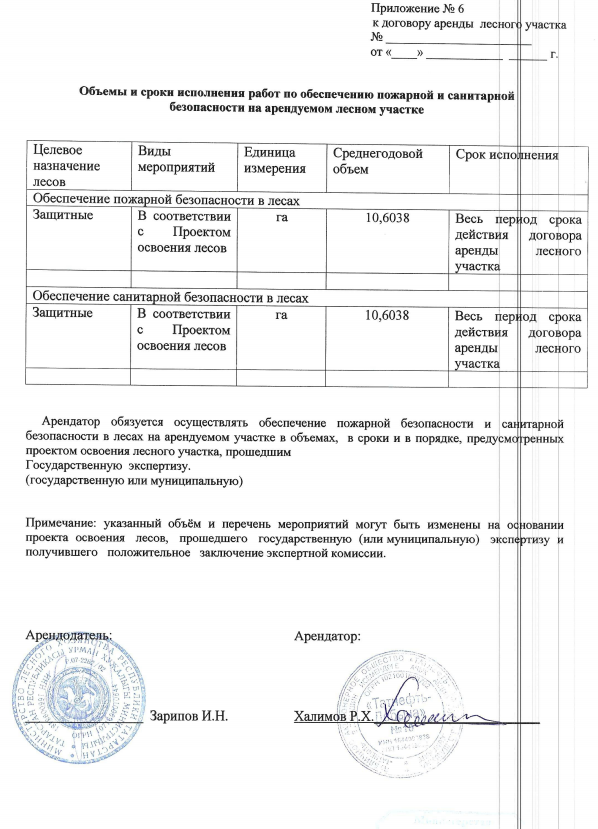 Приложение № 6
к договору аренды лесного участка
№ ____________________
от «____» ____________ ______ г.
Объемы и сроки исполнения работ по обеспечению пожарной и санитарной
безопасности на арендуемом лесном участке
Целевое назначение лесов | Виды мероприятий | Единица измерения | Среднегодовой объем | Срок исполнения
Обеспечение пожарной безопасности в лесах
Защитные | В соответствии с Проектом освоения лесов | га | 10,6038 | Весь период срока действия договора аренды лесного участка
Обеспечение санитарной безопасности в лесах
Защитные | В соответствии с Проектом освоения лесов | га | 10,6038 | Весь период срока действия договора аренды лесного участка
Арендатор обязуется осуществлять обеспечение пожарной безопасности и санитарной
безопасности в лесах на арендуемом участке в объемах, в сроки и в порядке, предусмотренных
проектом освоения лесного участка, прошедшим
Государственную экспертизу.
(государственную или муниципальную)
Примечание: указанный объём и перечень мероприятий могут быть изменены на основании
проекта освоения лесов, прошедшего государственную (или муниципальную) экспертизу и
получившего положительное заключение экспертной комиссии.
Арендодатель: Арендатор:
Зарипов И.Н. Халимов Р.Х.